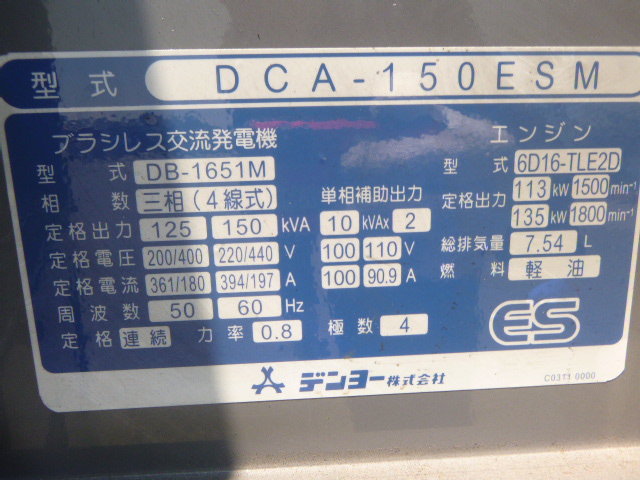 型式 DCA-150ESM
ブラシレス交流発電機
型式 DB-1651M
相数 三相(4線式)
定格出力 125 150 kVA
定格電圧 200/400 220/440 V
定格電流 361/180 394/197 A
周波数 50 60 Hz
定格 連続 力率 0.8 極数 4
単相補助出力
10 kVAx 2
100 110 V
100 90.9 A
エンジン
型式 6D16-TLE2D
定格出力 113 kW 1500 min⁻¹
135 kW 1800 min⁻¹
総排気量 7.54 L
燃料 軽油
ES
デンヨー株式会社
C0311 0000